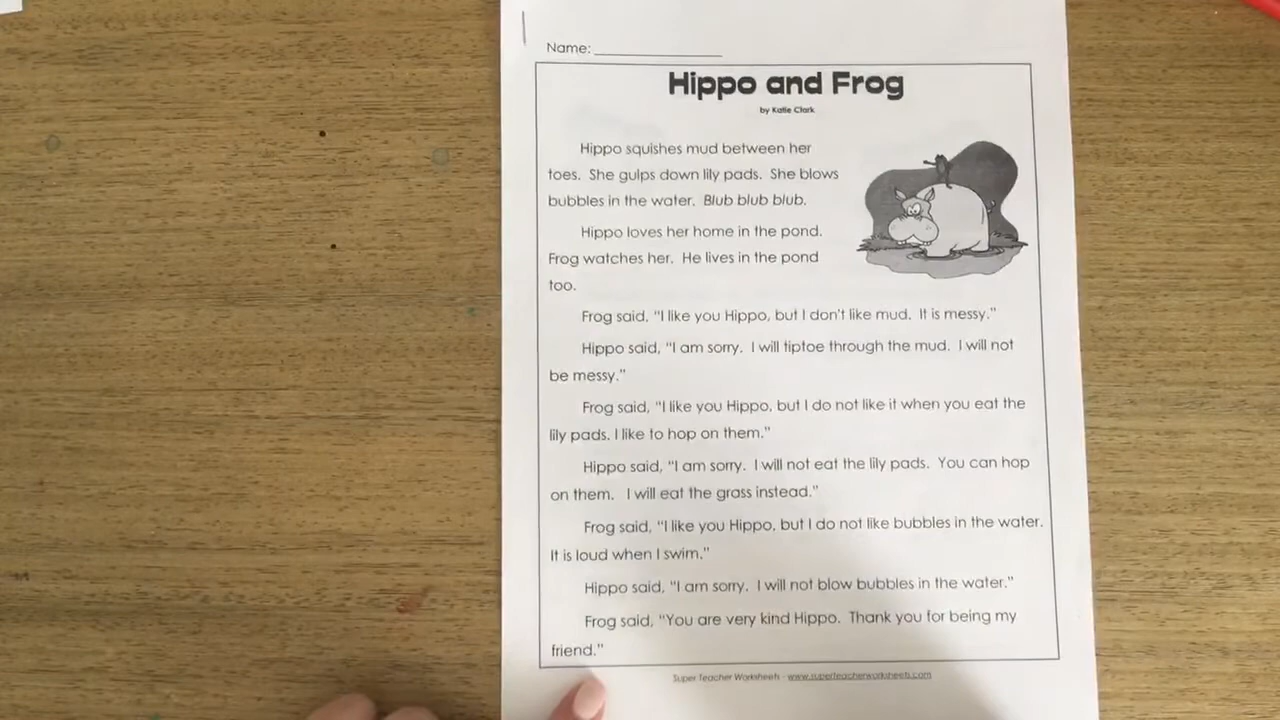 Name:
Hippo and Frog
by Katie Clark
Hippo squishes mud between her
toes. She gulps down lily pads. She blows
bubbles in the water. Blub blub blub.
Hippo loves her home in the pond.
Frog watches her. He lives in the pond
too.
Frog said, "I like you Hippo, but I don't like mud. It is messy."
Hippo said, "I am sorry. I will tiptoe through the mud. I will not
be messy."
Frog said, "I like you Hippo, but I do not like it when you eat the
lily pads. I like to hop on them."
Hippo said, "I am sorry. I will not eat the lily pads. You can hop
on them. I will eat the grass instead."
Frog said, "I like you Hippo, but I do not like bubbles in the water.
It is loud when I swim."
Hippo said, "I am sorry. I will not blow bubbles in the water."
Frog said, "You are very kind Hippo. Thank you for being my
friend."
Super Teacher Worksheets - www.superteacherworksheets.com